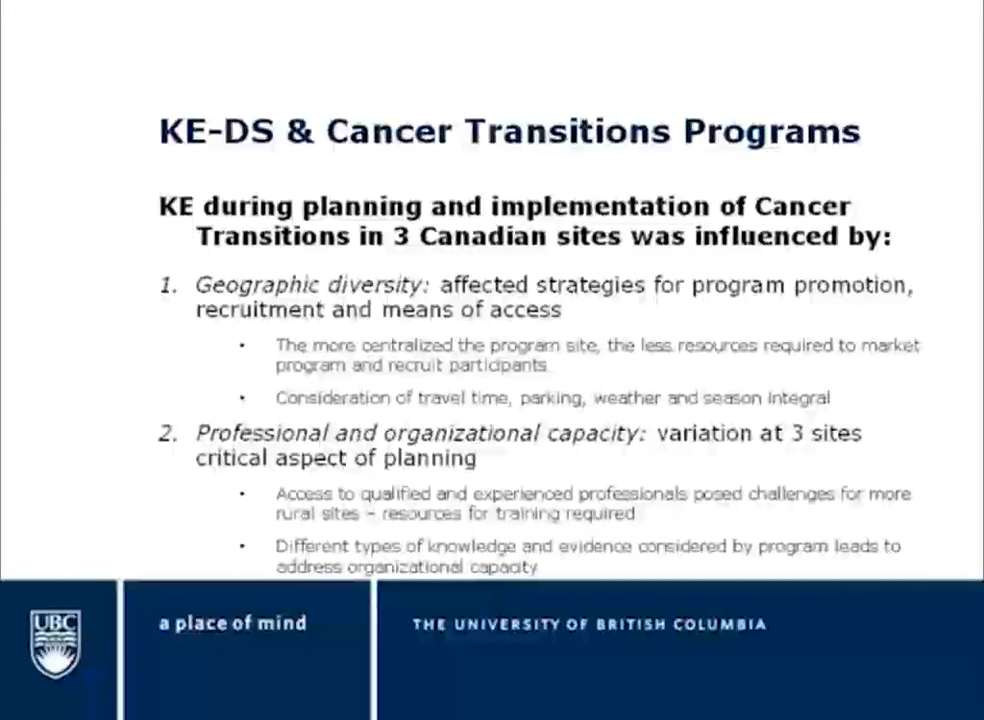 KE-DS & Cancer Transitions Programs
KE during planning and implementation of Cancer
Transitions in 3 Canadian sites was influenced by:
1. Geographic diversity: affected strategies for program promotion,
recruitment and means of access
• The more centralized the program site, the less resources required to market
program and recruit participants
• Consideration of travel time, parking, weather and season integral
2. Professional and organizational capacity: variation at 3 sites
critical aspect of planning
• Access to qualified and experienced professionals posed challenges for more
rural sites – resources for training required
• Different types of knowledge and evidence considered by program leads to
address organizational capacity
UBC
a place of mind
THE UNIVERSITY OF BRITISH COLUMBIA